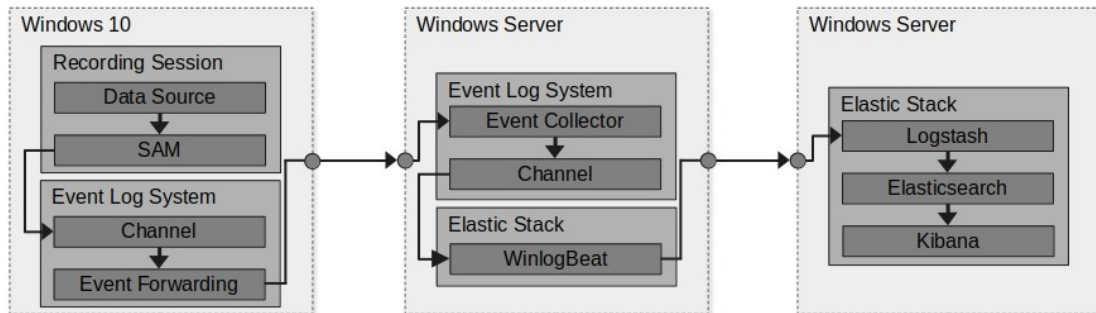 Windows 10
Recording Session
Data Source
SAM
Event Log System
Channel
Event Forwarding
Windows Server
Event Log System
Event Collector
Channel
Elastic Stack
WinlogBeat
Windows Server
Elastic Stack
Logstash
Elasticsearch
Kibana